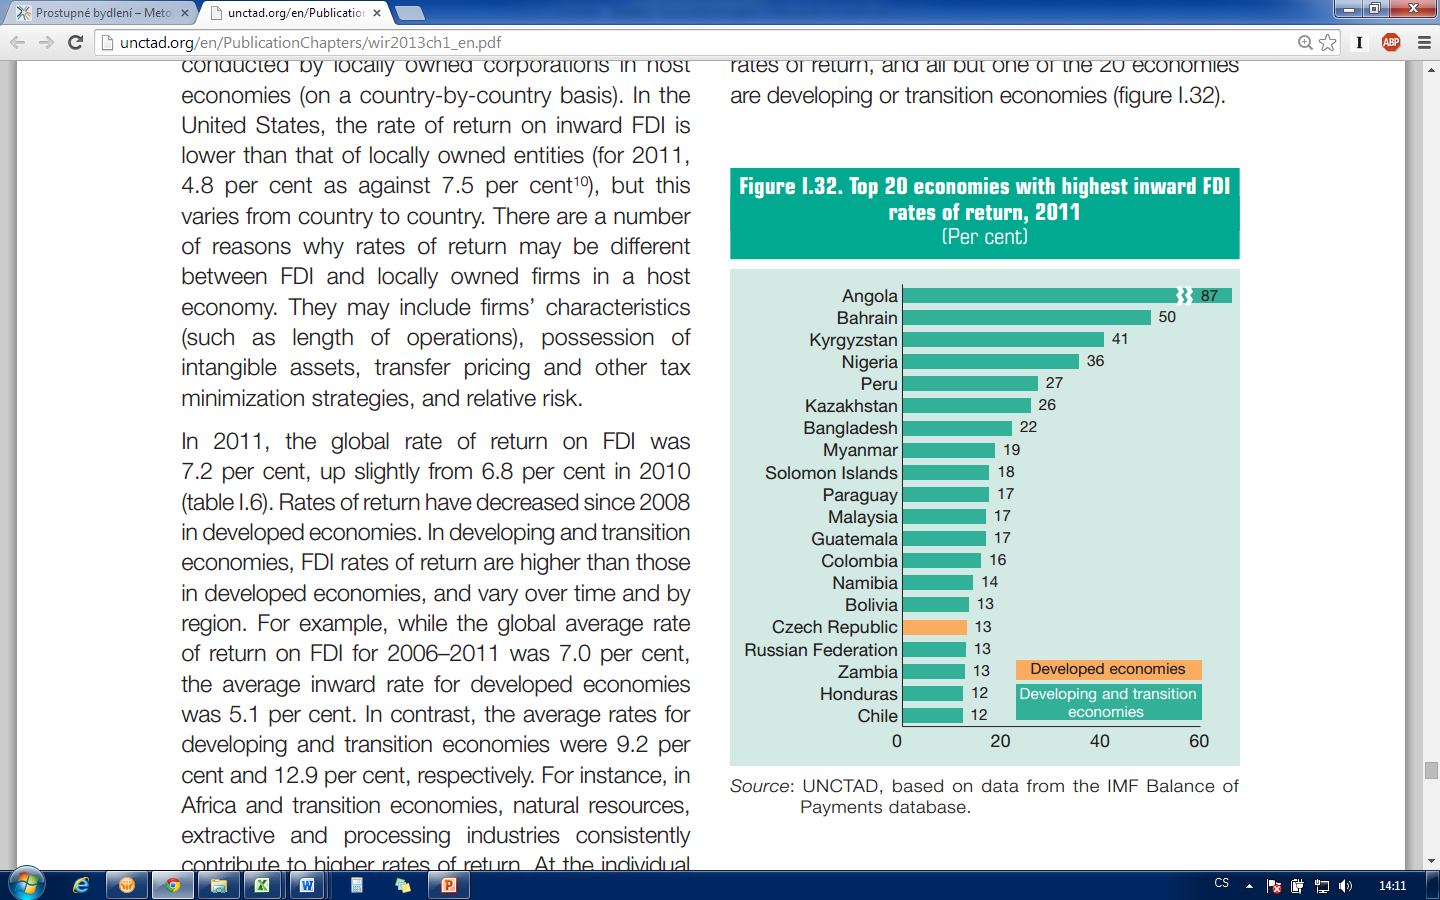 Prostupné bydlení – Meto
unctad.org/en/Publication
unctad.org/en/PublicationChapters/wir2013ch1_en.pdf
conducted by locally owned corporations in host
economies (on a country-by-country basis). In the
United States, the rate of return on inward FDI is
lower than that of locally owned entities (for 2011,
4.8 per cent as against 7.5 per cent¹⁰), but this
varies from country to country. There are a number
of reasons why rates of return may be different
between FDI and locally owned firms in a host
economy. They may include firms’ characteristics
(such as length of operations), possession of
intangible assets, transfer pricing and other tax
minimization strategies, and relative risk.
In 2011, the global rate of return on FDI was
7.2 per cent, up slightly from 6.8 per cent in 2010
(table I.6). Rates of return have decreased since 2008
in developed economies. In developing and transition
economies, FDI rates of return are higher than those
in developed economies, and vary over time and by
region. For example, while the global average rate
of return on FDI for 2006–2011 was 7.0 per cent,
the average inward rate for developed economies
was 5.1 per cent. In contrast, the average rates for
developing and transition economies were 9.2 per
cent and 12.9 per cent, respectively. For instance, in
Africa and transition economies, natural resources,
extractive and processing industries consistently
contribute to higher rates of return. At the individual
rates of return, and all but one of the 20 economies
are developing or transition economies (figure I.32).
Figure I.32. Top 20 economies with highest inward FDI
rates of return, 2011
(Per cent)
Angola 87
Bahrain 50
Kyrgyzstan 41
Nigeria 36
Peru 27
Kazakhstan 26
Bangladesh 22
Myanmar 19
Solomon Islands 18
Paraguay 17
Malaysia 17
Guatemala 17
Colombia 16
Namibia 14
Bolivia 13
Czech Republic 13
Russian Federation 13
Zambia 13
Honduras 12
Chile 12
Developed economies
Developing and transition
economies
0 20 40 60
Source: UNCTAD, based on data from the IMF Balance of
Payments database.
I
ABP
CS
14:11